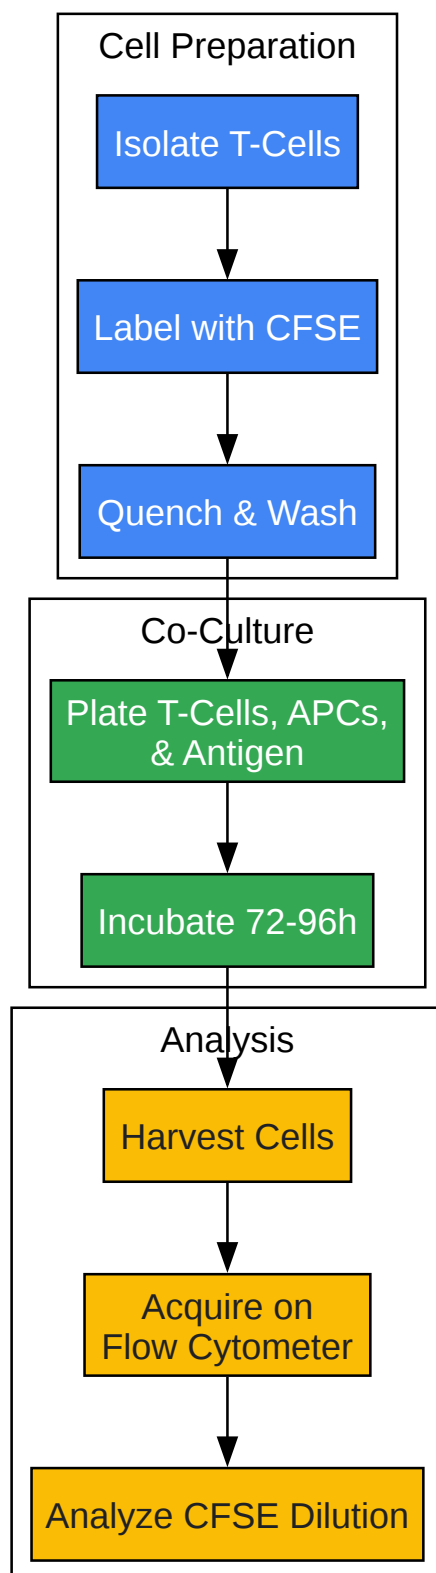 Cell Preparation
Isolate T-Cells
Label with CFSE
Quench & Wash
Co-Culture
Plate T-Cells, APCs,
& Antigen
Incubate 72-96h
Analysis
Harvest Cells
Acquire on
Flow Cytometer
Analyze CFSE Dilution